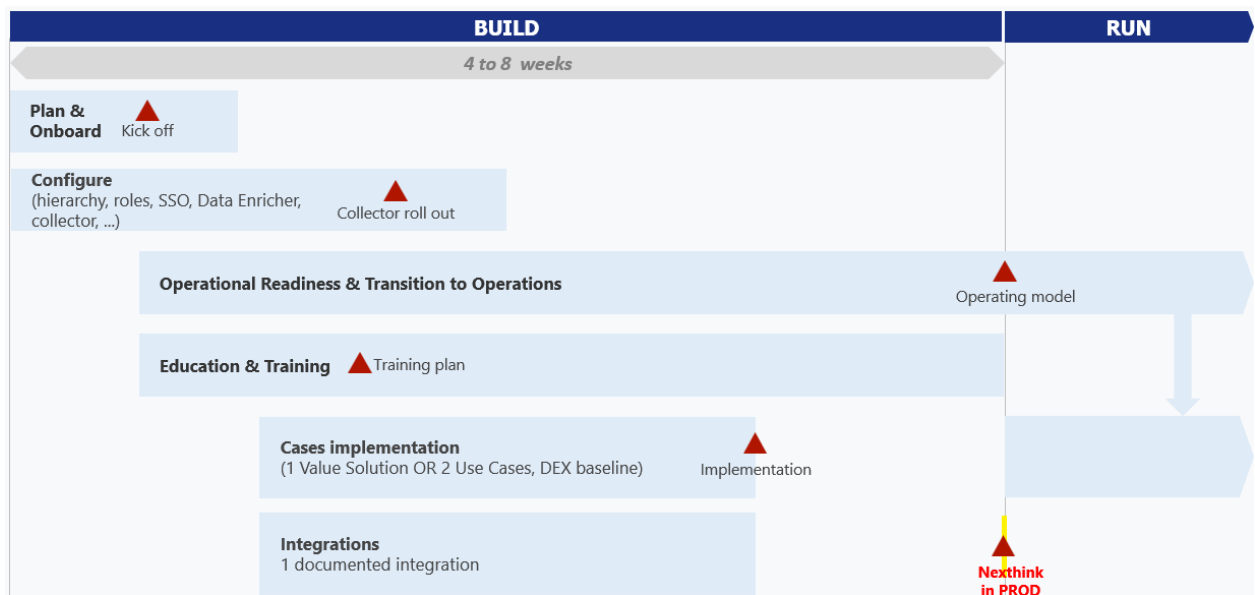 BUILD
RUN
4 to 8 weeks
Plan &
Onboard
Kick off
Configure
(hierarchy, roles, SSO, Data Enricher,
collector, ...)
Collector roll out
Operational Readiness & Transition to Operations
Operating model
Education & Training
Training plan
Cases implementation
(1 Value Solution OR 2 Use Cases, DEX baseline)
Implementation
Integrations
1 documented integration
Nexthink
in PROD